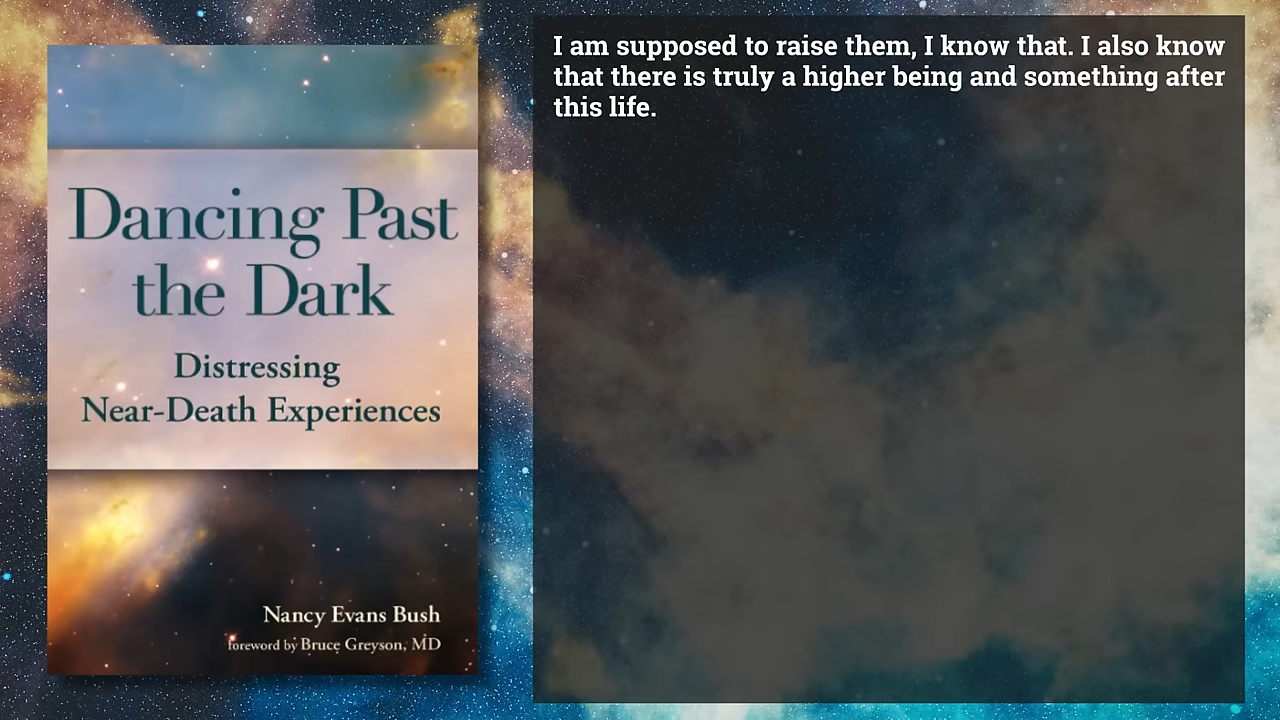 Dancing Past
the Dark
Distressing
Near-Death Experiences
Nancy Evans Bush
foreword by Bruce Greyson, MD
I am supposed to raise them, I know that. I also know
that there is truly a higher being and something after
this life.